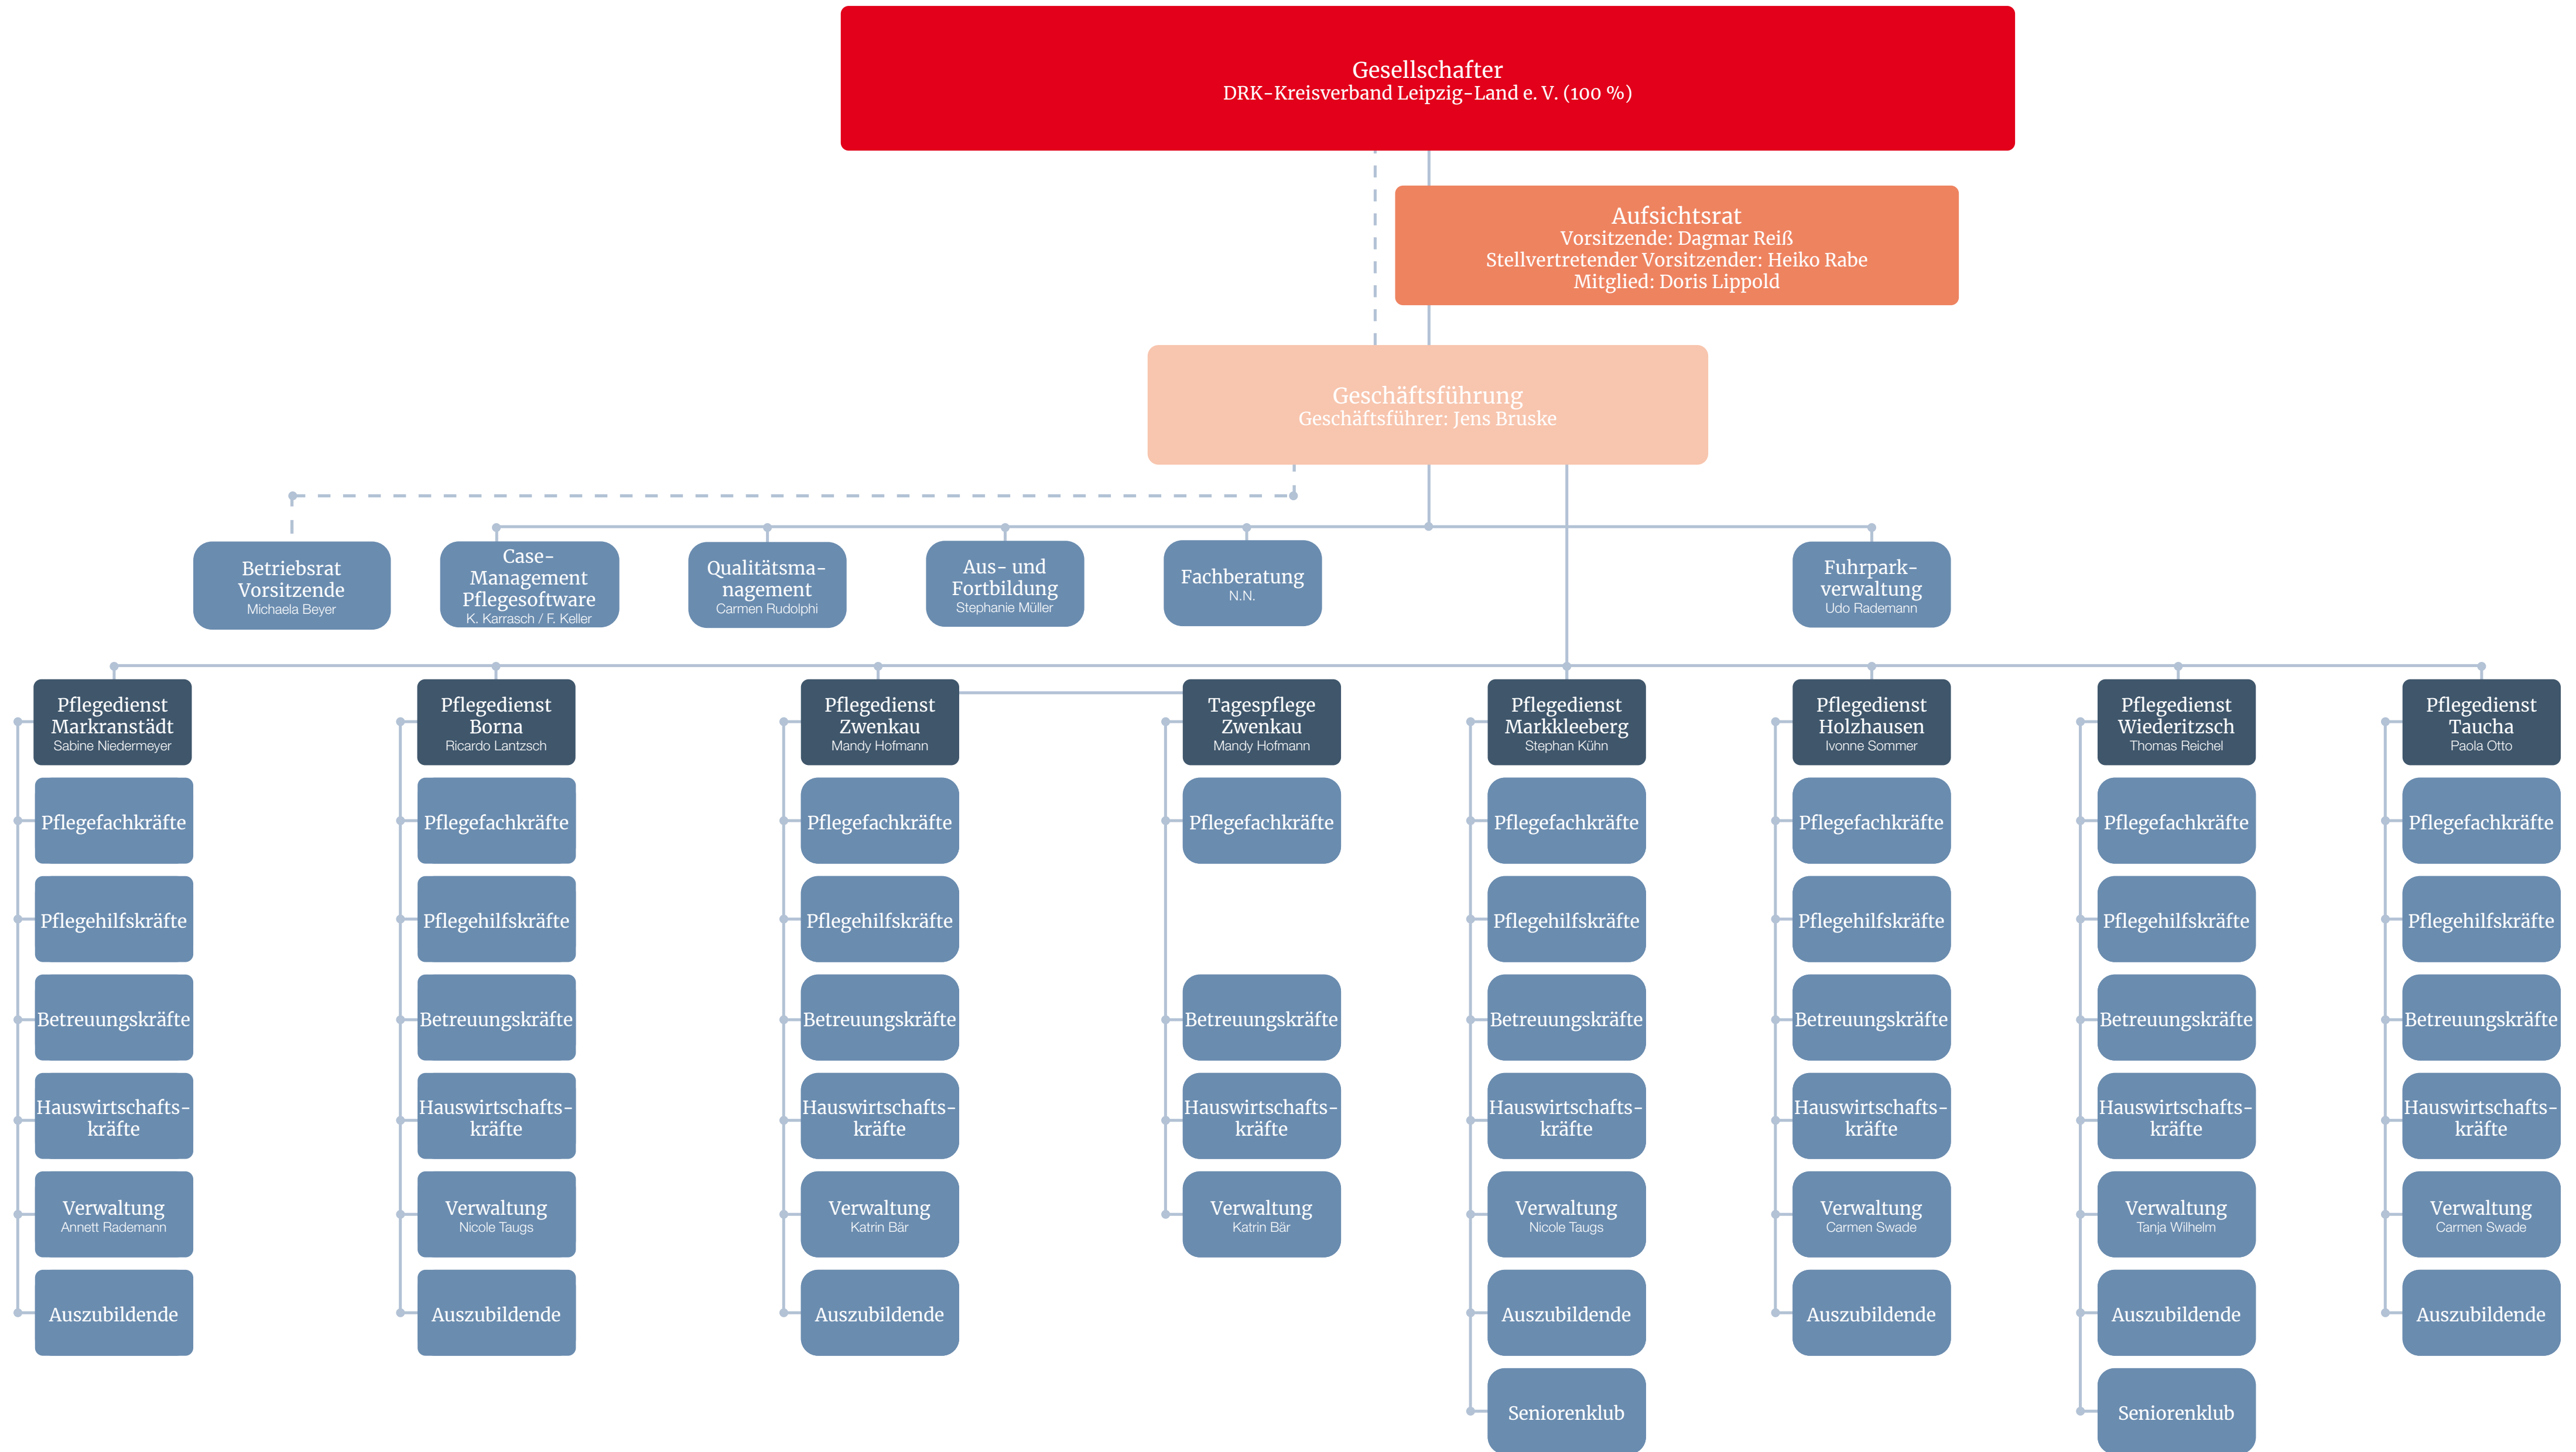 Gesellschafter
DRK-Kreisverband Leipzig-Land e. V. (100 %)
Aufsichtsrat
Vorsitzende: Dagmar Reiß
Stellvertretender Vorsitzender: Heiko Rabe
Mitglied: Doris Lippold
Geschäftsführung
Geschäftsführer: Jens Bruske
Betriebsrat
Vorsitzende
Michaela Beyer
Case-
Management
Pflegesoftware
K. Karrasch / F. Keller
Qualitätsma-
nagement
Carmen Rudolphi
Aus- und
Fortbildung
Stephanie Müller
Fachberatung
N.N.
Fuhrpark-
verwaltung
Udo Rademann
Pflegedienst
Markranstädt
Sabine Niedermeyer
Pflegefachkräfte
Pflegehilfskräfte
Betreuungskräfte
Hauswirtschafts-
kräfte
Verwaltung
Annett Rademann
Auszubildende
Pflegedienst
Borna
Ricardo Lantzsch
Pflegefachkräfte
Pflegehilfskräfte
Betreuungskräfte
Hauswirtschafts-
kräfte
Verwaltung
Nicole Taugs
Auszubildende
Pflegedienst
Zwenkau
Mandy Hofmann
Pflegefachkräfte
Pflegehilfskräfte
Betreuungskräfte
Hauswirtschafts-
kräfte
Verwaltung
Katrin Bär
Auszubildende
Tagespflege
Zwenkau
Mandy Hofmann
Pflegefachkräfte
Betreuungskräfte
Hauswirtschafts-
kräfte
Verwaltung
Katrin Bär
Pflegedienst
Markkleeberg
Stephan Kühn
Pflegefachkräfte
Pflegehilfskräfte
Betreuungskräfte
Hauswirtschafts-
kräfte
Verwaltung
Nicole Taugs
Auszubildende
Seniorenklub
Pflegedienst
Holzhausen
Ivonne Sommer
Pflegefachkräfte
Pflegehilfskräfte
Betreuungskräfte
Hauswirtschafts-
kräfte
Verwaltung
Carmen Swade
Auszubildende
Pflegedienst
Wiederitzsch
Thomas Reichel
Pflegefachkräfte
Pflegehilfskräfte
Betreuungskräfte
Hauswirtschafts-
kräfte
Verwaltung
Tanja Wilhelm
Auszubildende
Seniorenklub
Pflegedienst
Taucha
Paola Otto
Pflegefachkräfte
Pflegehilfskräfte
Betreuungskräfte
Hauswirtschafts-
kräfte
Verwaltung
Carmen Swade
Auszubildende